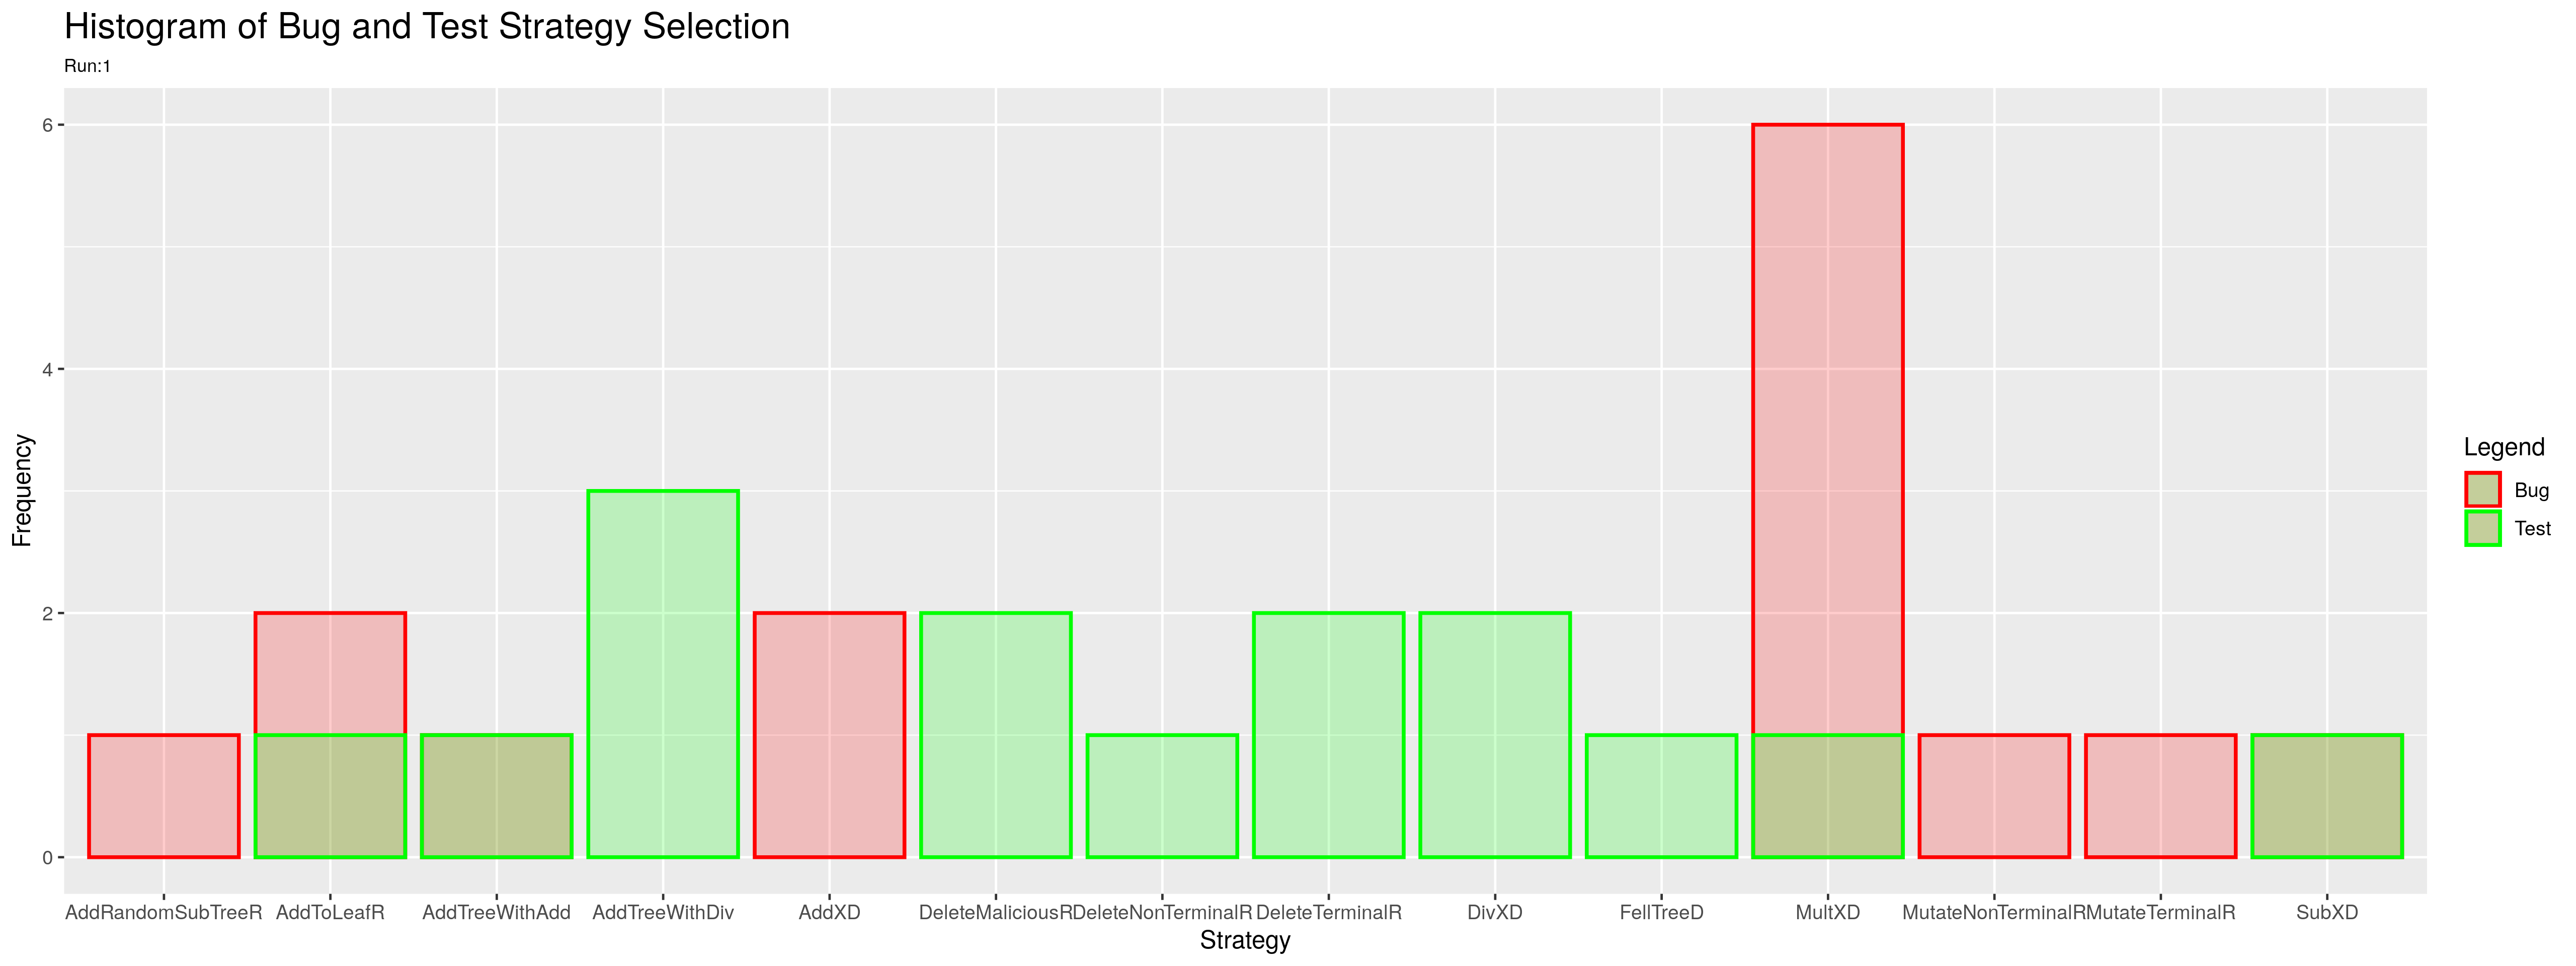 Histogram of Bug and Test Strategy Selection
Run:1
6
4
2
0
Frequency
AddRandomSubTreeR AddToLeafR AddTreeWithAdd AddTreeWithDiv AddXD DeleteMaliciousR DeleteNonTerminalR DeleteTerminalR DivXD FellTreeD MultXD MutateNonTerminalR MutateTerminalR SubXD
Strategy
Legend
Bug
Test